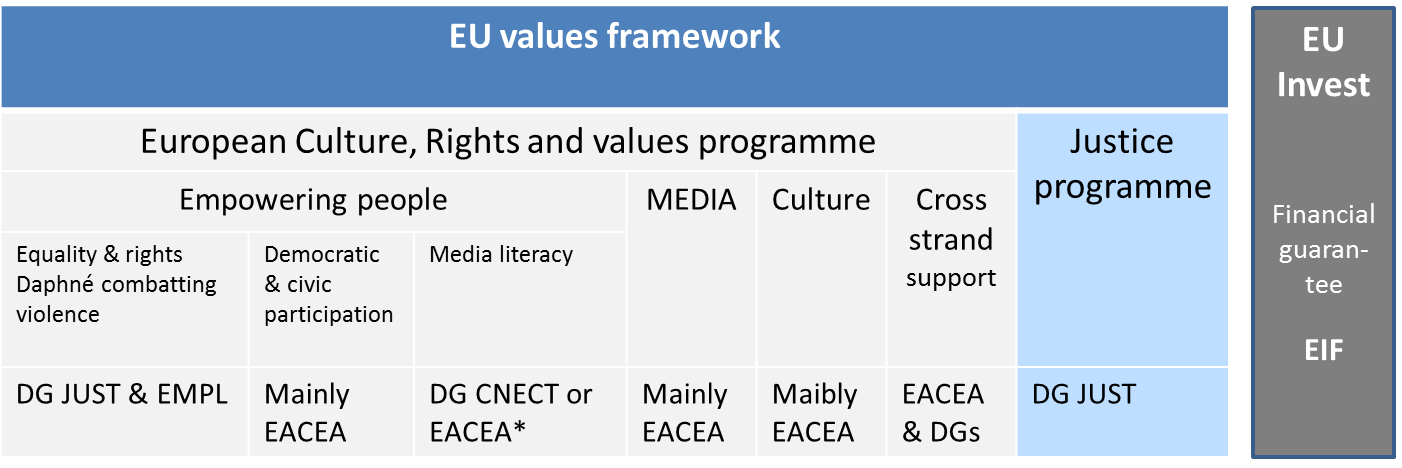 EU values framework
European Culture, Rights and values programme
Justice
programme
Empowering people
MEDIA
Culture
Cross
strand
support
Equality & rights
Daphné combatting
violence
Democratic
& civic
participation
Media literacy
DG JUST & EMPL
Mainly
EACEA
DG CNECT or
EACEA*
Mainly
EACEA
Maibly
EACEA
EACEA
& DGs
DG JUST
EU
Invest
Financial
guaran-
tee
EIF